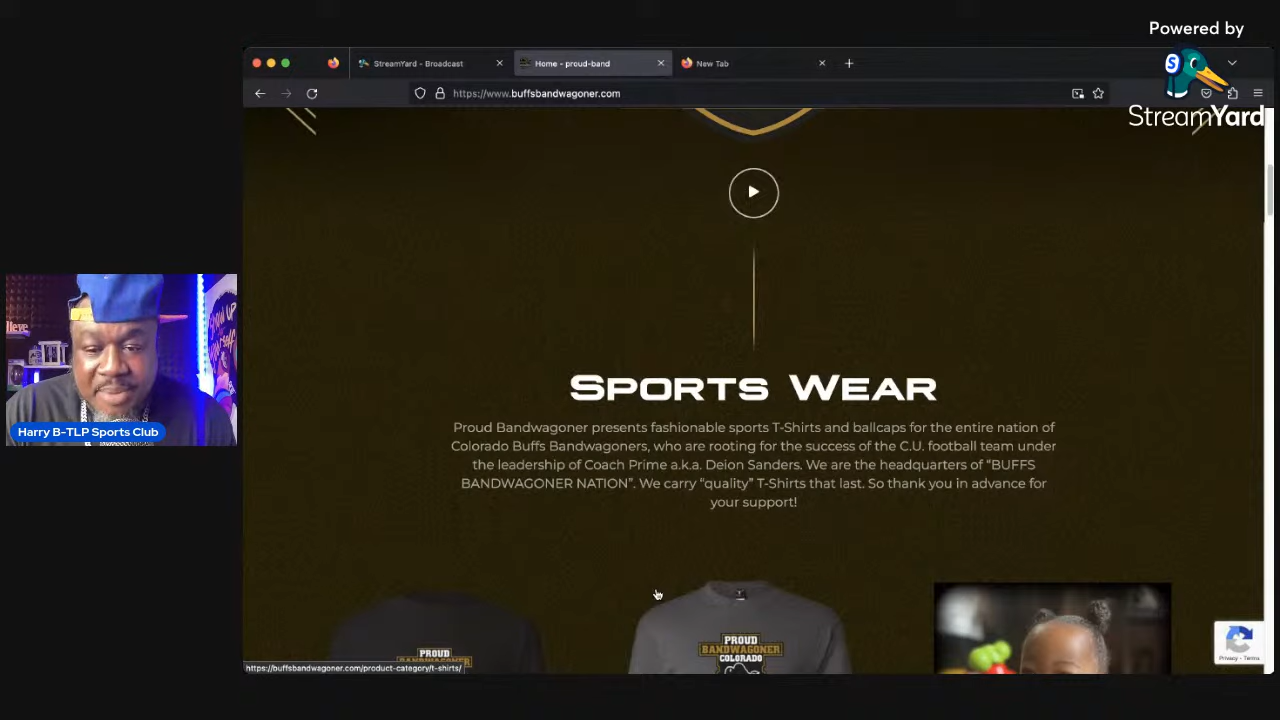 Powered by
StreamYard
StreamYard - Broadcast
Home - proud-band
New Tab
https://www.buffsbandwagoner.com
SPORTS WEAR
Proud Bandwagoner presents fashionable sports T-Shirts and ballcaps for the entire nation of
Colorado Buffs Bandwagoners, who are rooting for the success of the C.U. football team under
the leadership of Coach Prime a.k.a. Deion Sanders. We are the headquarters of “BUFFS
BANDWAGONER NATION”. We carry “quality” T-Shirts that last. So thank you in advance for
your support!
Harry B-TLP Sports Club
PROUD
BANDWAGONER
PROUD
BANDWAGONER
COLORADO
Privacy - Terms
https://buffsbandwagoner.com/product-category/t-shirts/